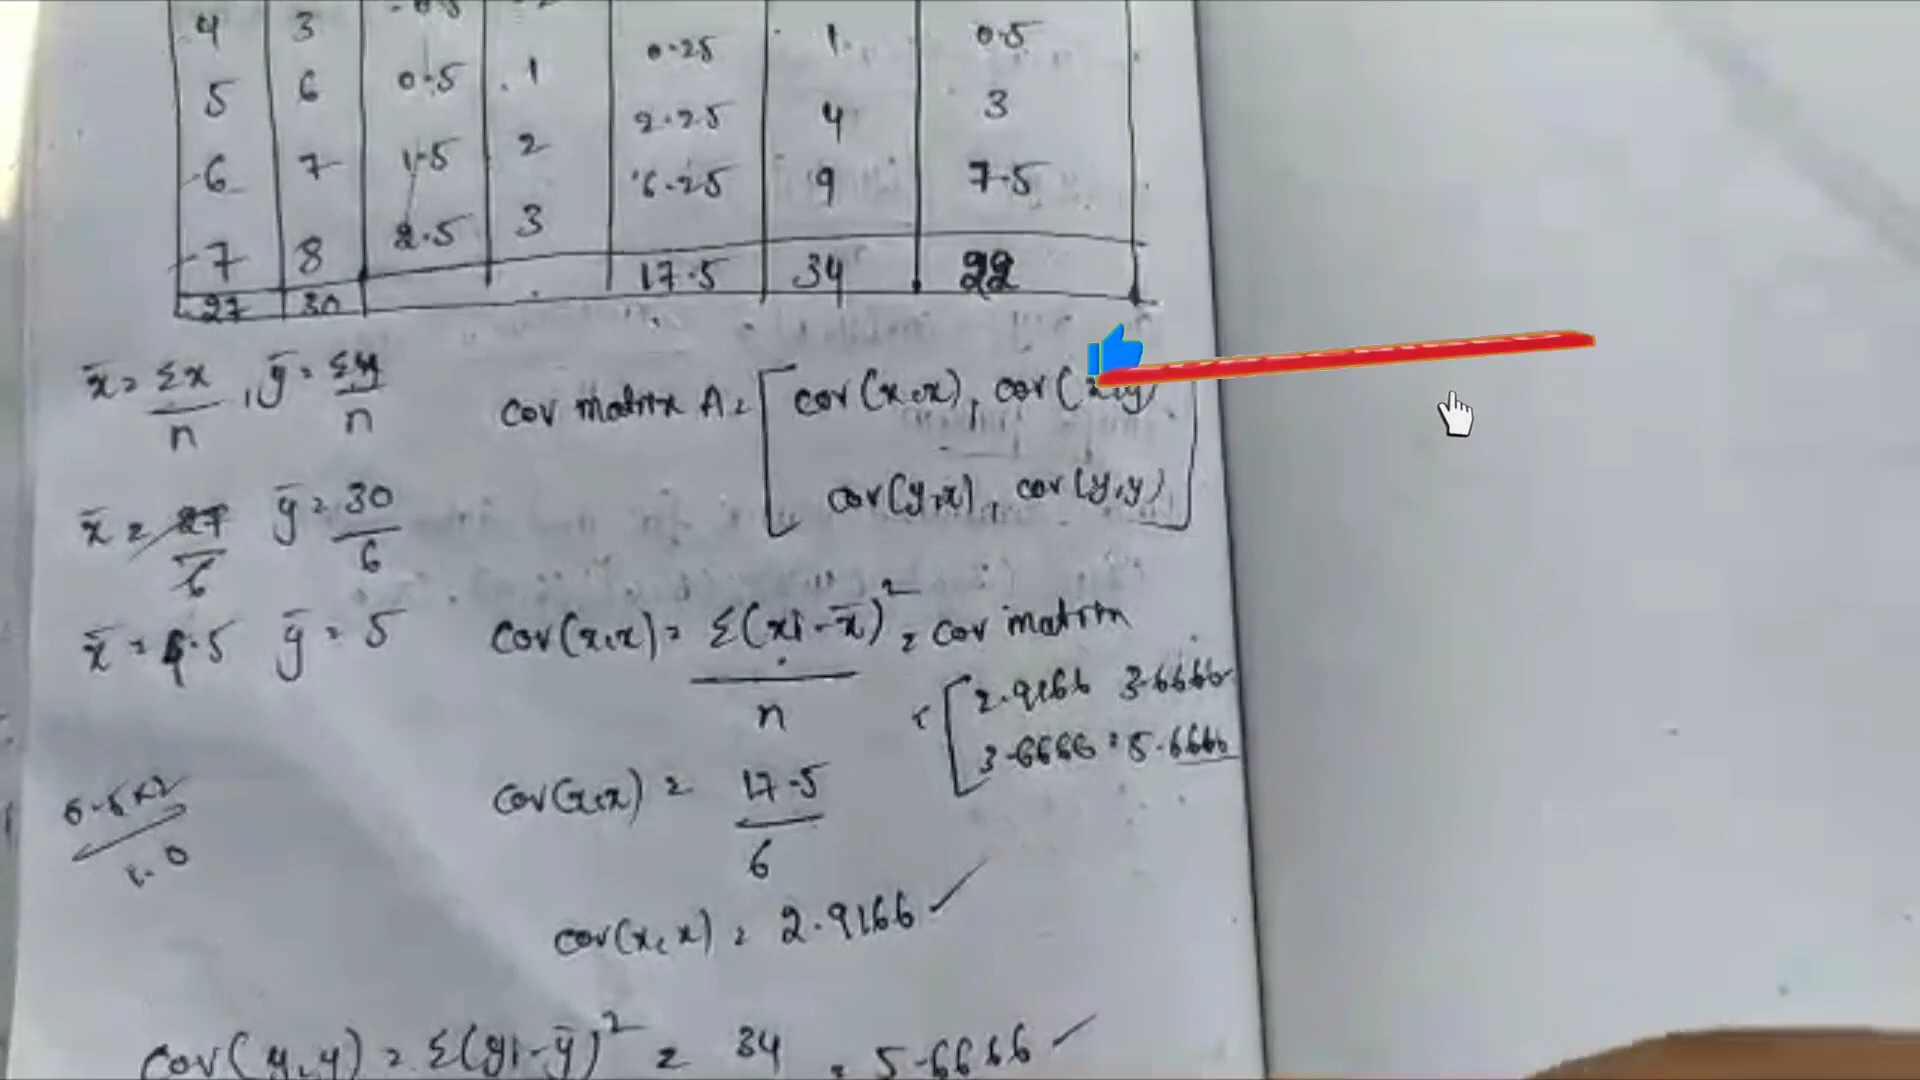 4 3 -0.5
0.25 1 0.5
5 6 0.5 1
2.25 4 3
6 7 1.5 2
6.25 9 7.5
7 8 2.5 3
17.5 34 22
27 30
x̄ = Σx/n , ȳ = Σy/n
cov matrix A = [cov(x,x), cov(x,y)
cov(y,x), cov(y,y)]
x̄ = 27/6 ȳ = 30/6
x̄ = 4.5 ȳ = 5
cov(x,x) = Σ(xi-x̄)²/n = cov matrix
= [2.9166 3.6666
3.6666 5.6666
cov(x,x) = 17.5/6
cov(x,x) = 2.9166 ✓
cov(y,y) = Σ(yi-ȳ)² = 34 = 5.6666 ✓